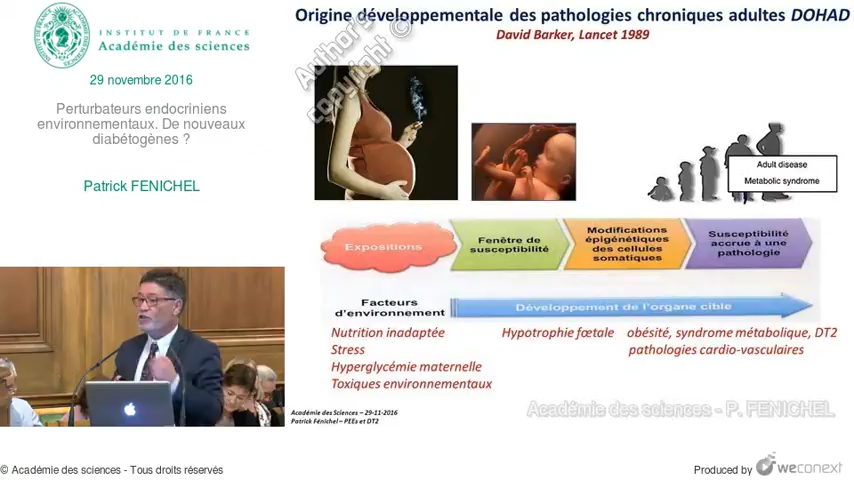 INSTITUT DE FRANCE
Académie des sciences
29 novembre 2016
Perturbateurs endocriniens
environnementaux. De nouveaux
diabétogènes ?
Patrick FENICHEL
Origine développementale des pathologies chroniques adultes DOHAD
David Barker, Lancet 1989
Author's
copyright ©
Adult disease
Metabolic syndrome
Expositions
Fenêtre de
susceptibilité
Modifications
épigénétiques
des cellules
somatiques
Susceptibilité
accrue à une
pathologie
Facteurs
d'environnement
Développement de l'organe cible
Nutrition inadaptée
Stress
Hyperglycémie maternelle
Toxiques environnementaux
Hypotrophie fœtale
obésité, syndrome métabolique, DT2
pathologies cardio-vasculaires
Académie des Sciences – 29-11-2016
Patrick Fénichel – PEEs et DT2
Académie des sciences - P. FENICHEL
© Académie des sciences - Tous droits réservés
Produced by weconext